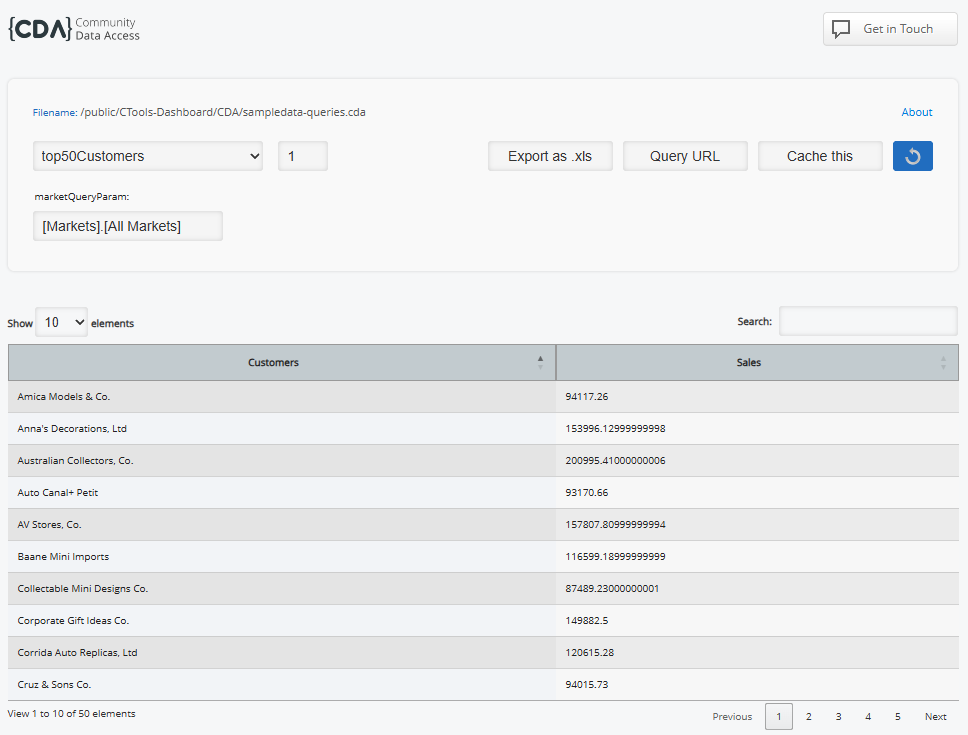 {CDA} Community
Data Access
Get in Touch
Filename: /public/CTools-Dashboard/CDA/sampledata-queries.cda
About
top50Customers 1 Export as .xls Query URL Cache this
marketQueryParam:
[Markets].[All Markets]
Show 10 elements Search:
Customers Sales
Amica Models & Co. 94117.26
Anna's Decorations, Ltd 153996.12999999998
Australian Collectors, Co. 200995.41000000006
Auto Canal+ Petit 93170.66
AV Stores, Co. 157807.80999999994
Baane Mini Imports 116599.18999999999
Collectable Mini Designs Co. 87489.23000000001
Corporate Gift Ideas Co. 149882.5
Corrida Auto Replicas, Ltd 120615.28
Cruz & Sons Co. 94015.73
View 1 to 10 of 50 elements Previous 1 2 3 4 5 Next